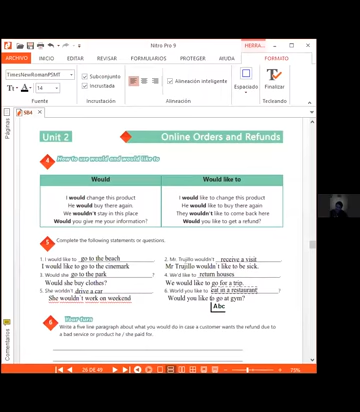 Nitro Pro 9
HERRA...
ARCHIVO INICIO EDITAR REVISAR FORMULARIOS PROTEGER AYUDA FORMATO
TimesNewRomanPSMT
14
Subconjunto
Incrustada
Alineación inteligente
Espaciado
Finalizar
Fuente Incrustación Alineación Tecleando
SB4
Páginas
Unit 2 Online Orders and Refunds
4 How to use would and would like to
Would Would like to
I would change this product I would like to change this product
He would buy there again. He would like to buy there again
We wouldn't stay in this place They wouldn't like to come back here
Would you give me your information? Would you like to get a refund?
5 Complete the following statements or questions.
1. I would like to go to the beach 2. Mr. Trujillo wouldn't receive a visit
I would like to go to the cinemark Mr Trujillo wouldn't like to be sick.
3. Would she go to the park ? 4. We'd like to return houses
Would she buy clothes? We would like to go for a trip.
5. She wouldn't drive a car 6. World you like to eat in a restaurant ?
She wouldn't work on weekend Would you like to go at gym?
Abc
6 Your turn
Write a five line paragraph about what you would do in case a customer wants the refund due to
a bad service or product he / she paid for.
Comentarios
26 DE 49
75%